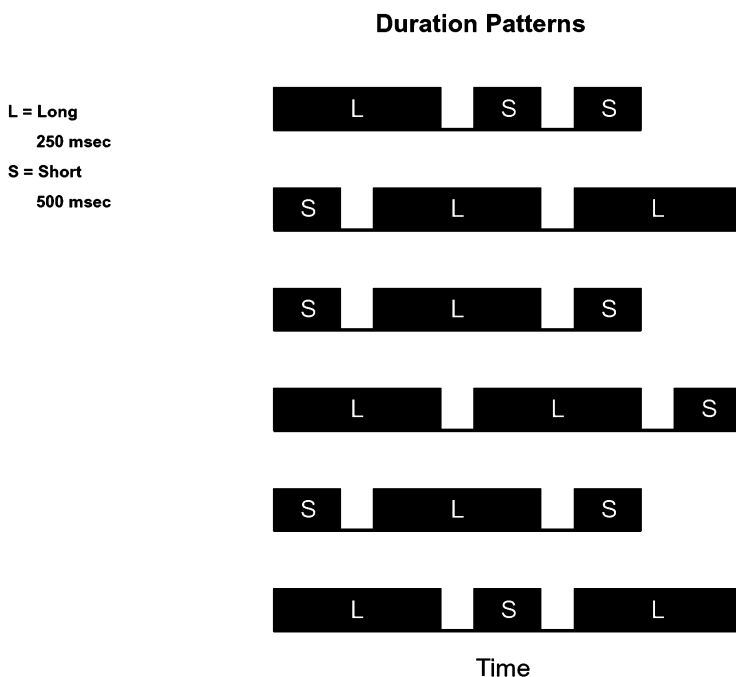 Duration Patterns
L = Long
250 msec
S = Short
500 msec
L S S
S L L
S L S
L L S
S L S
L S L
Time